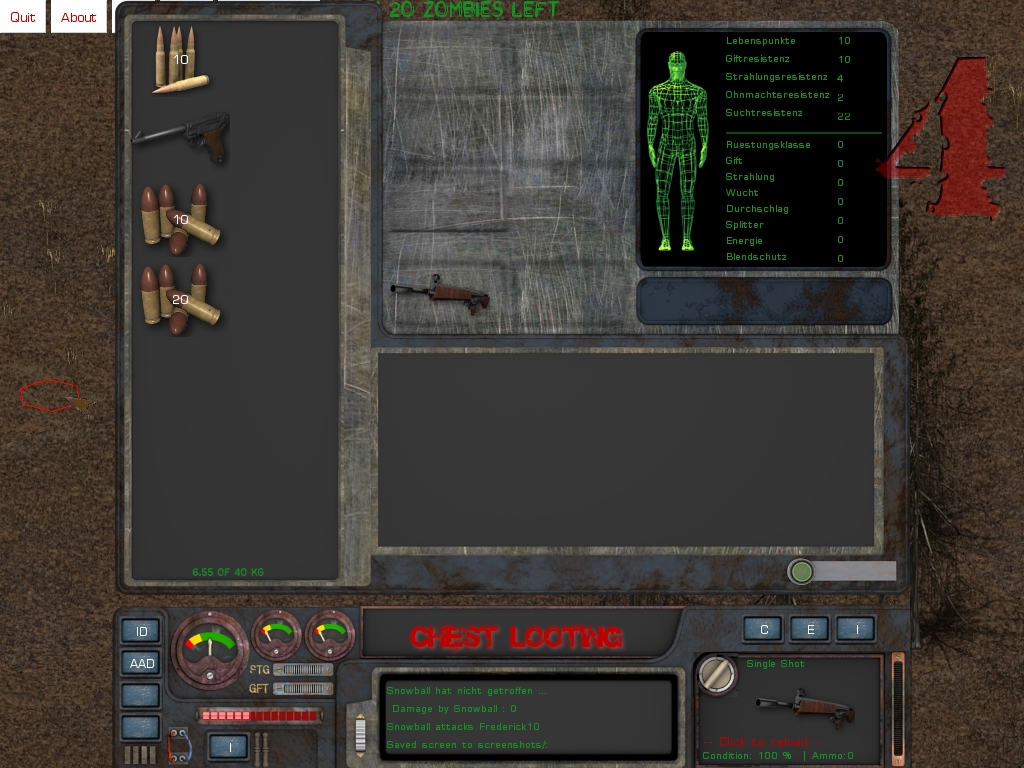 Quit
About
20 ZOMBIES LEFT
10
10
20
6.55 OF 40 KG
Lebenspunkte 10
Giftresistenz 10
Strahlungsresistenz 4
Ohnmachtsresistenz 2
Suchtresistenz 22
Ruestungsklasse 0
Gift 0
Strahlung 0
Wucht 0
Durchschlag 0
Splitter 0
Energie 0
Blendschutz 0
4
ID
AAD
STG
GFT
I
CHEST LOOTING
Snowball hat nicht getroffen ...
Damage by Snowball : 0
Snowball attacks Frederick10
Saved screen to screenshots/:
C
E
I
Single Shot
-- Click to reload --
Condition: 100 % | Ammo:0